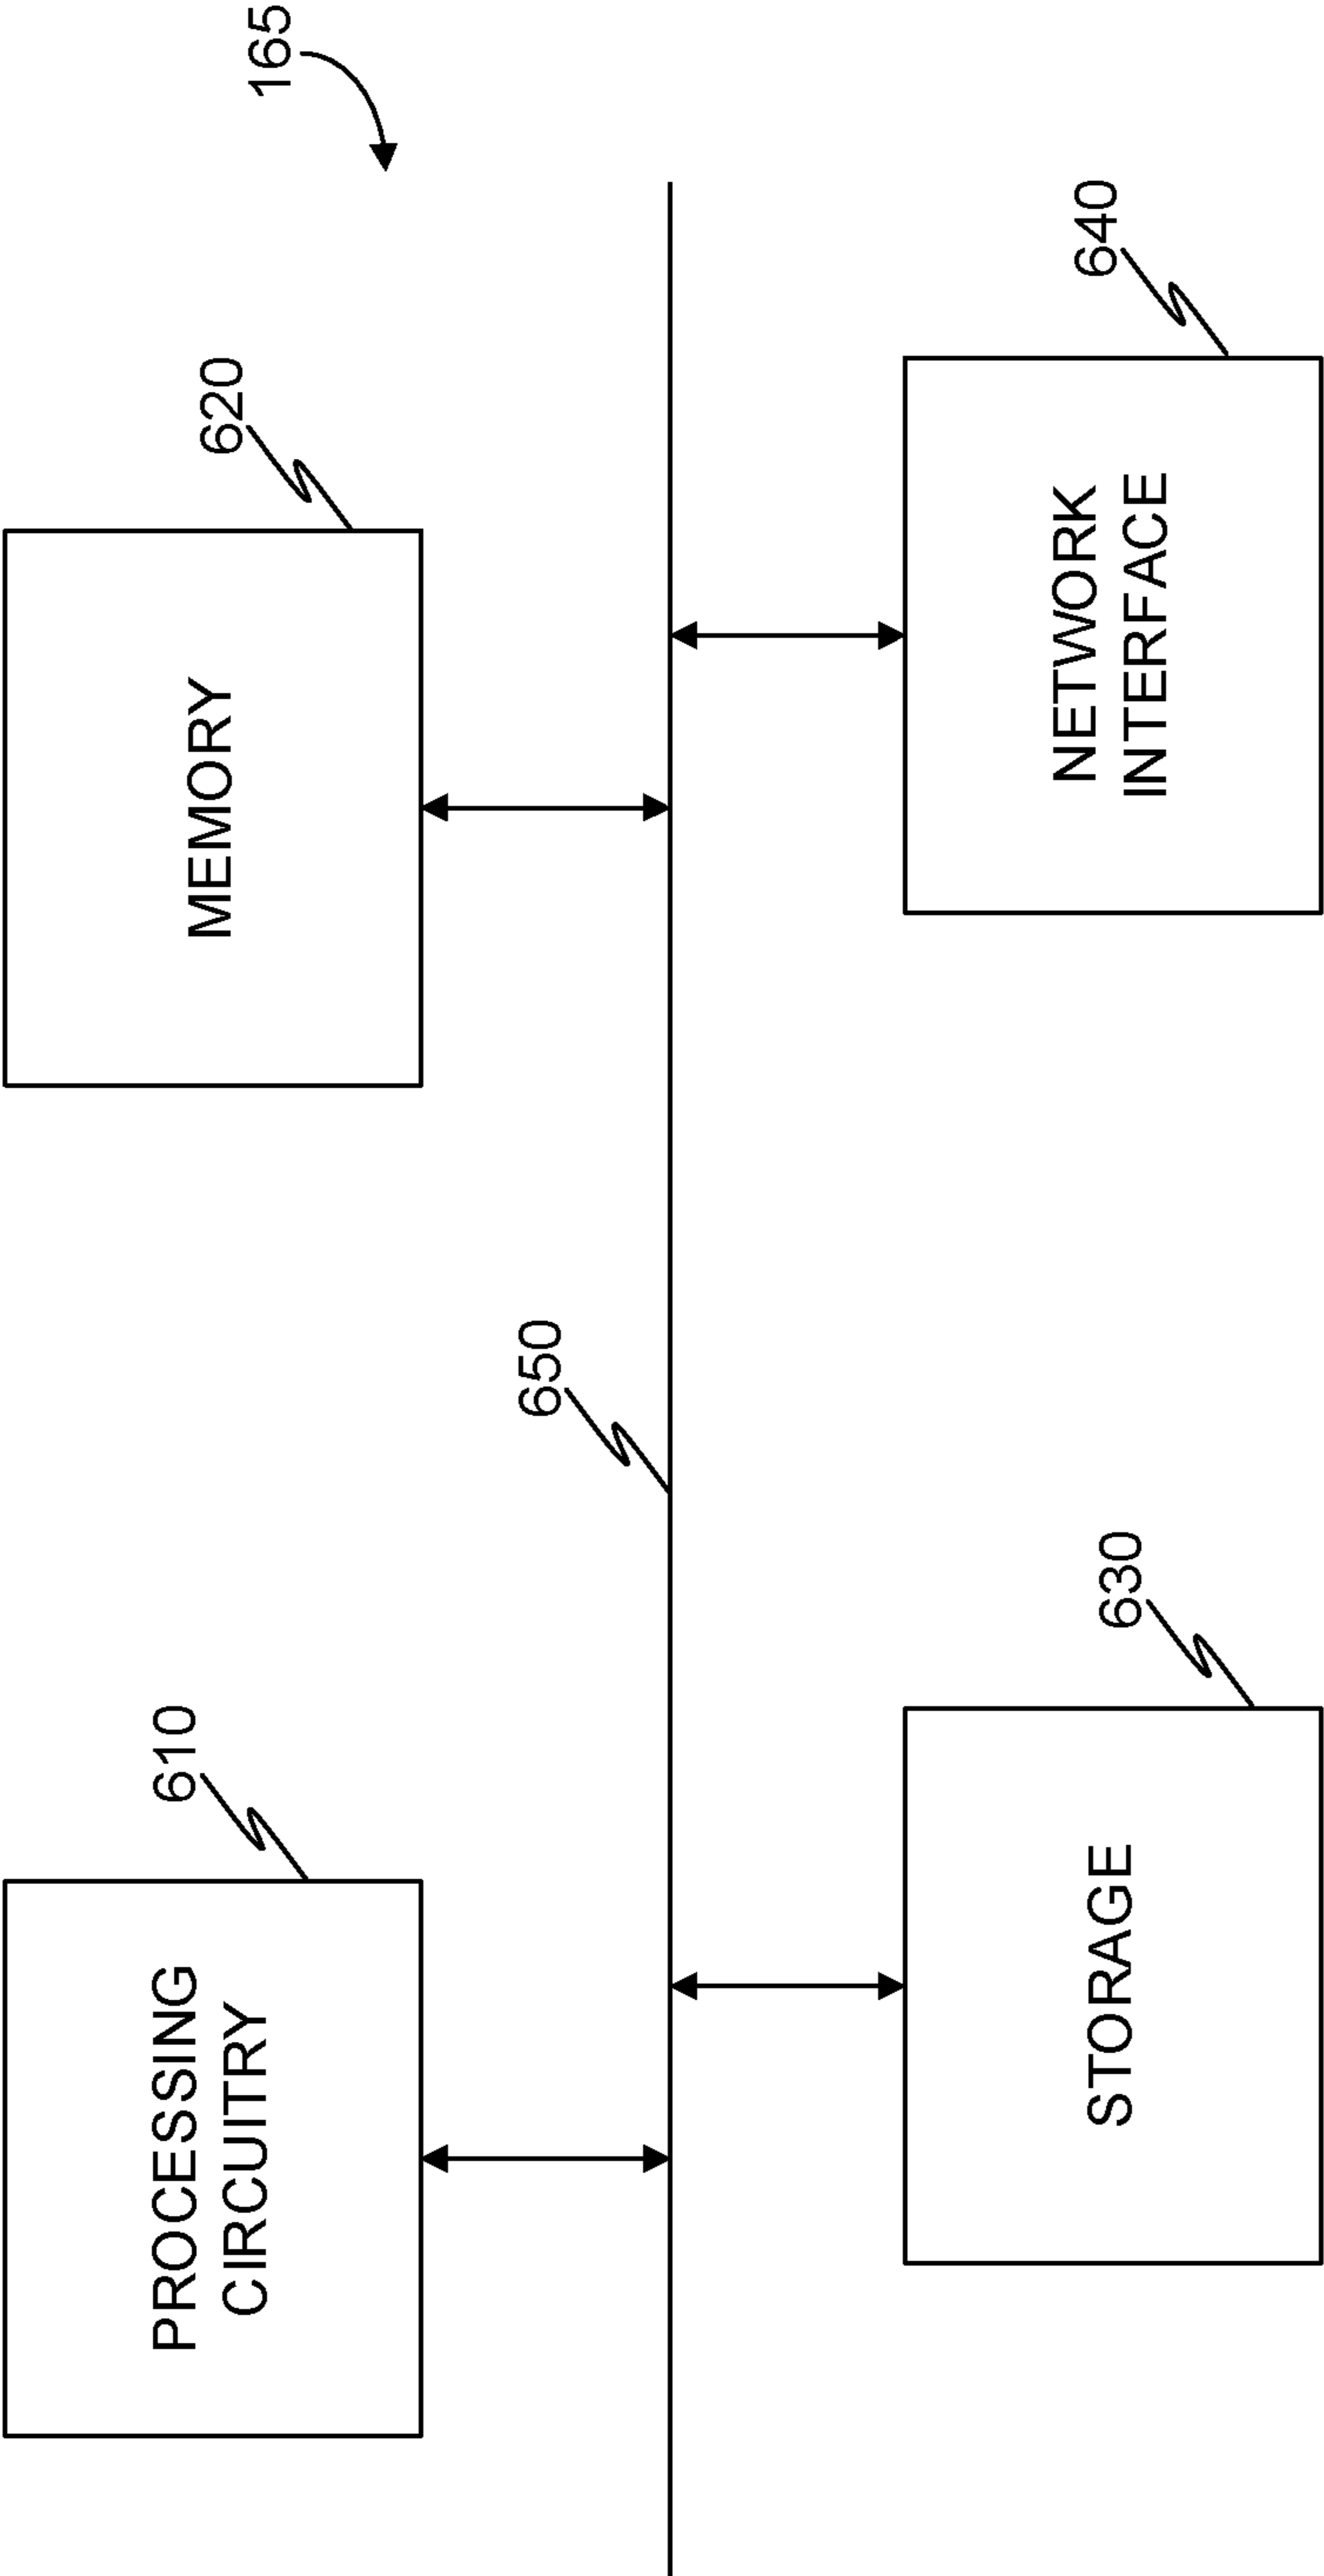 165
610
PROCESSING
CIRCUITRY
620
MEMORY
650
630
STORAGE
640
NETWORK
INTERFACE